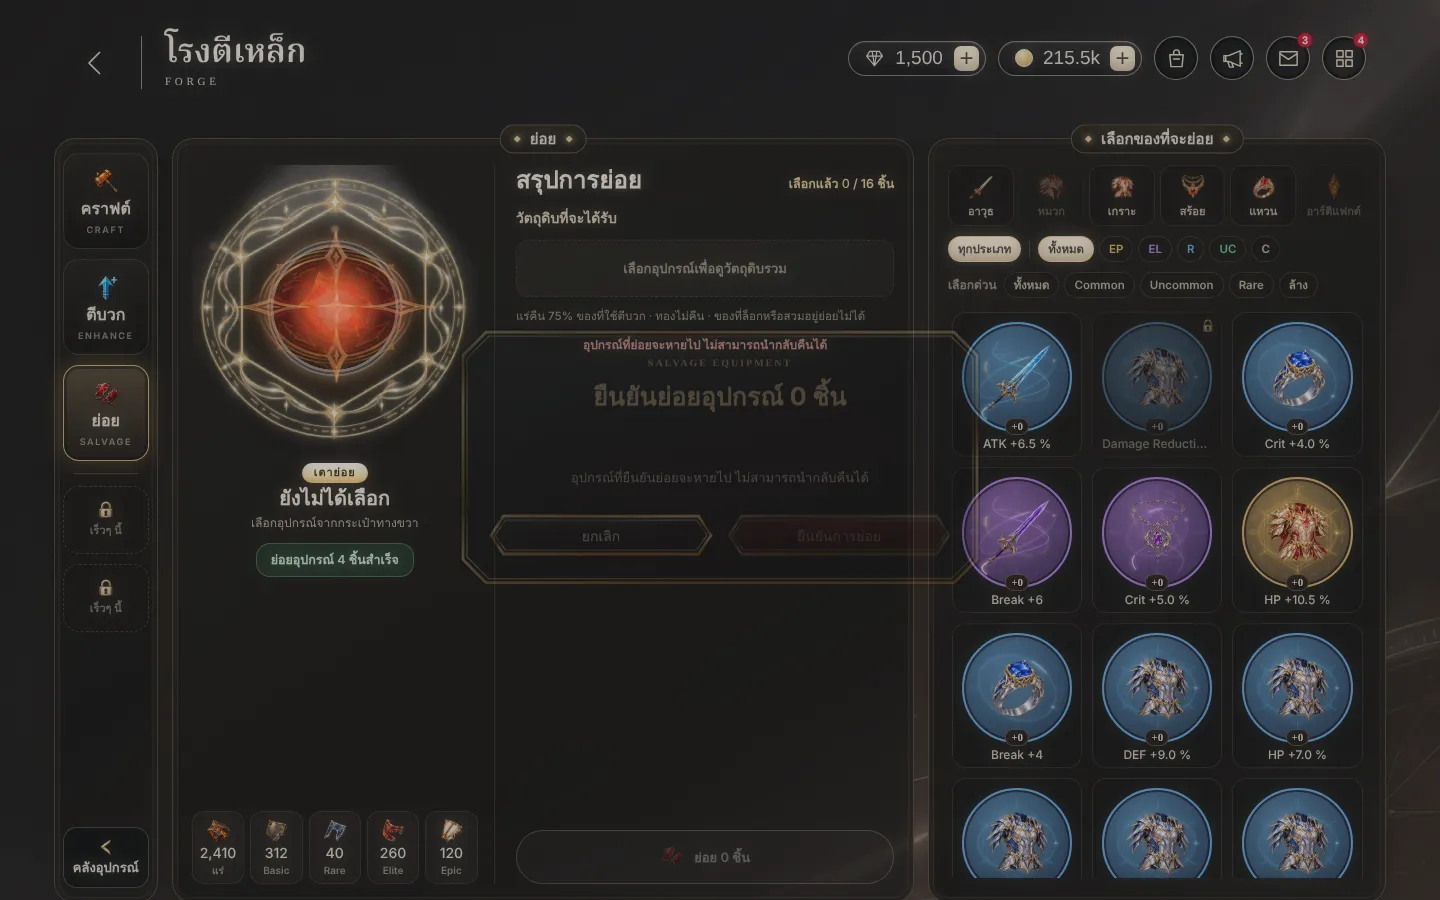 โรงตีเหล็ก
FORGE
1,500
215.5k
3
4
คราฟต์
CRAFT
ตีบวก
ENHANCE
ย่อย
SALVAGE
เร็วๆ นี้
เร็วๆ นี้
คลังอุปกรณ์
ย่อย
เตาย่อย
ยังไม่ได้เลือก
เลือกอุปกรณ์จากกระเป๋าทางขวา
ย่อยอุปกรณ์ 4 ชิ้นสำเร็จ
2,410
แร่
312
Basic
40
Rare
260
Elite
120
Epic
สรุปการย่อย
เลือกแล้ว 0 / 16 ชิ้น
วัตถุดิบที่จะได้รับ
เลือกอุปกรณ์เพื่อดูวัตถุดิบรวม
แร่คืน 75% ของที่ใช้ตีบวก · ทองไม่คืน · ของที่ล็อกหรือสวมอยู่ย่อยไม่ได้
อุปกรณ์ที่ย่อยจะหายไป ไม่สามารถนำกลับคืนได้
SALVAGE EQUIPMENT
ยืนยันย่อยอุปกรณ์ 0 ชิ้น
อุปกรณ์ที่ยืนยันย่อยจะหายไป ไม่สามารถนำกลับคืนได้
ยกเลิก
ยืนยันการย่อย
ย่อย 0 ชิ้น
เลือกของที่จะย่อย
อาวุธ
หมวก
เกราะ
สร้อย
แหวน
อาร์ติแฟกต์
ทุกประเภท
ทั้งหมด
EP
EL
R
UC
C
เลือกด่วน
ทั้งหมด
Common
Uncommon
Rare
ล้าง
+0
ATK +6.5 %
+0
Damage Reducti...
+0
Crit +4.0 %
+0
Break +6
+0
Crit +5.0 %
+0
HP +10.5 %
+0
Break +4
+0
DEF +9.0 %
+0
HP +7.0 %